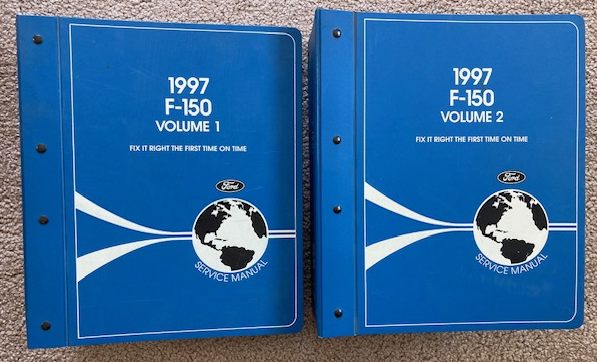 1997
F-150
VOLUME 1
FIX IT RIGHT THE FIRST TIME ON TIME
Ford
SERVICE MANUAL
1997
F-150
VOLUME 2
FIX IT RIGHT THE FIRST TIME ON TIME
Ford
SERVICE MANUAL